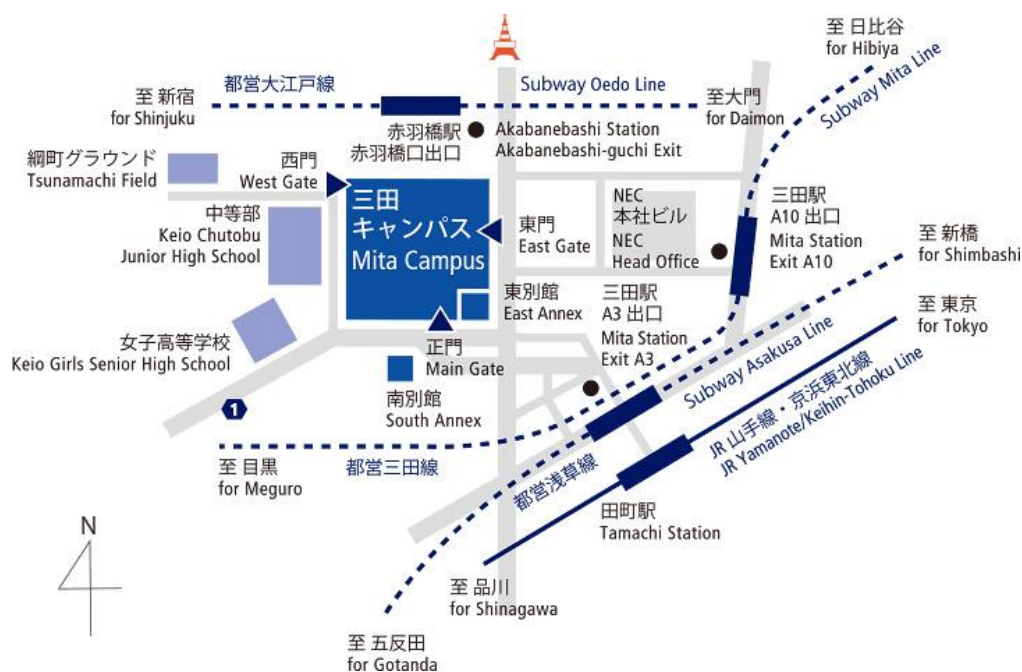 至 日比谷
for Hibiya
Subway Mita Line
都営大江戸線
Subway Oedo Line
至 新宿
for Shinjuku
至大門
for Daimon
赤羽橋駅
赤羽橋口出口
Akabanebashi Station
Akabanebashi-guchi Exit
綱町グラウンド
Tsunamachi Field
西門
West Gate
三田
キャンパス
Mita Campus
中等部
Keio Chutobu
Junior High School
東門
East Gate
NEC
本社ビル
NEC
Head Office
三田駅
A10 出口
Mita Station
Exit A10
至 新橋
for Shimbashi
東別館
East Annex
三田駅
A3 出口
Mita Station
Exit A3
至 東京
for Tokyo
女子高等学校
Keio Girls Senior High School
正門
Main Gate
南別館
South Annex
Subway Asakusa Line
JR 山手線・京浜東北線
JR Yamanote/Keihin-Tohoku Line
1
至 目黒
for Meguro
都営三田線
都営浅草線
田町駅
Tamachi Station
N
至 品川
for Shinagawa
至 五反田
for Gotanda